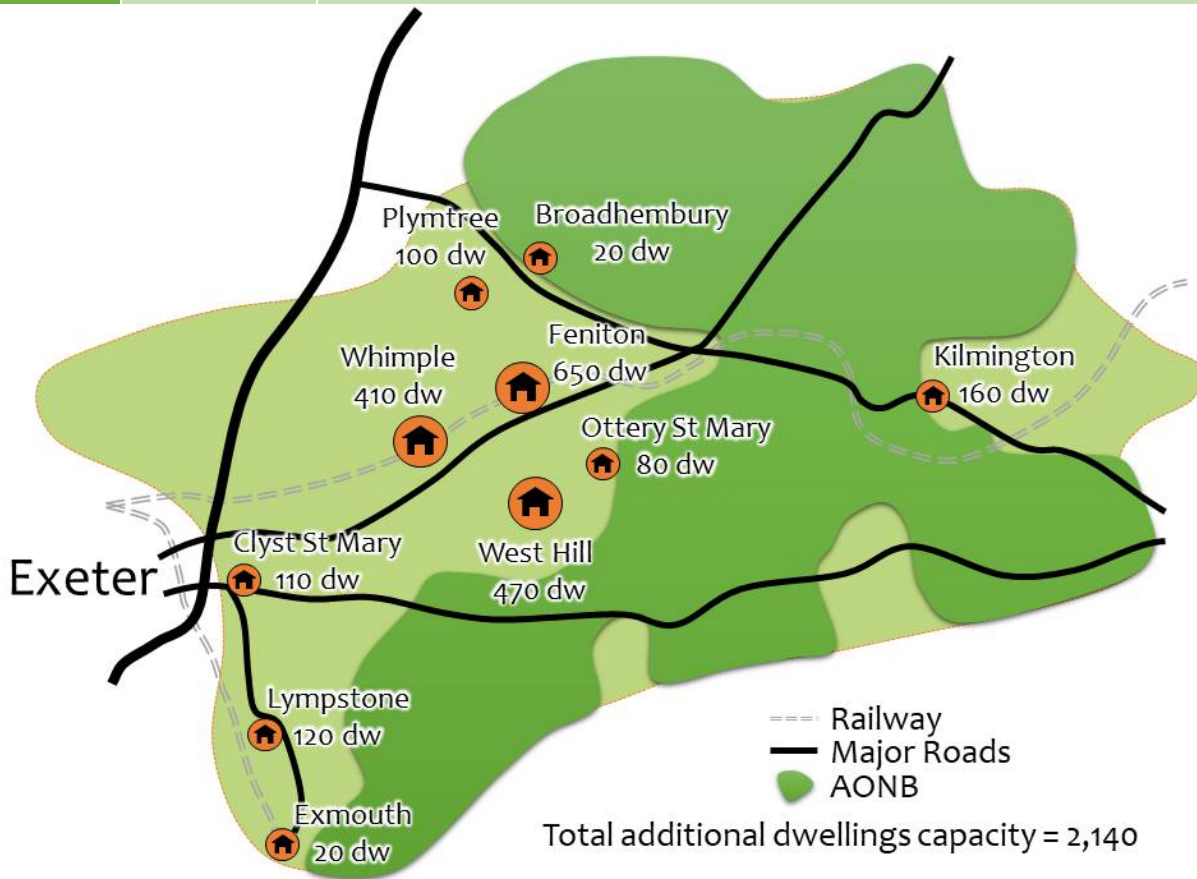 Plymtree
100 dw
Broadhembury
20 dw
Whimple
410 dw
Feniton
650 dw
Kilmington
160 dw
Ottery St Mary
80 dw
Exeter
Clyst St Mary
110 dw
West Hill
470 dw
Lympstone
120 dw
Exmouth
20 dw
Railway
Major Roads
AONB
Total additional dwellings capacity = 2,140